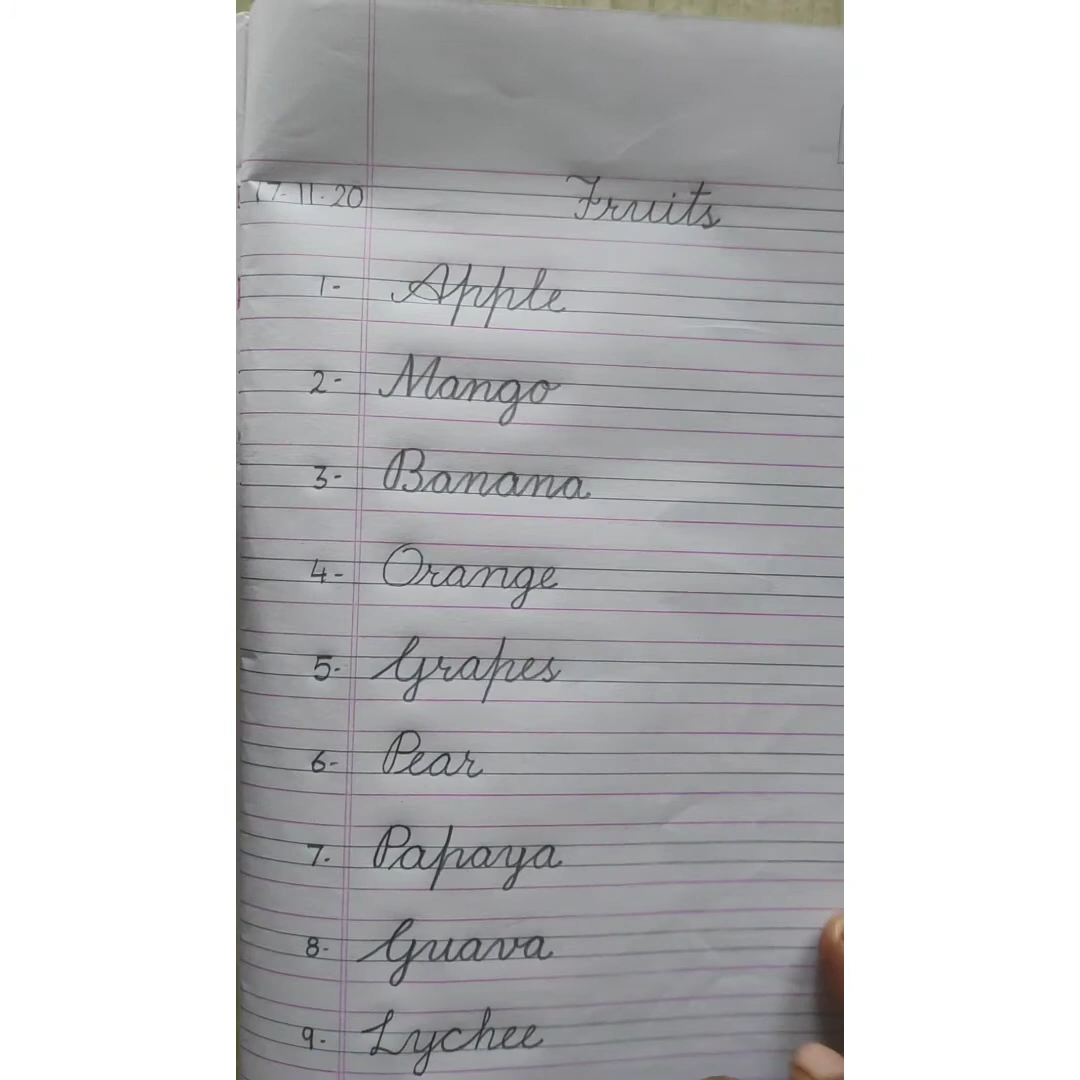 17-11-20 Fruits
1- Apple
2- Mango
3- Banana
4- Orange
5- Grapes
6- Pear
7- Papaya
8- Guava
9- Lychee